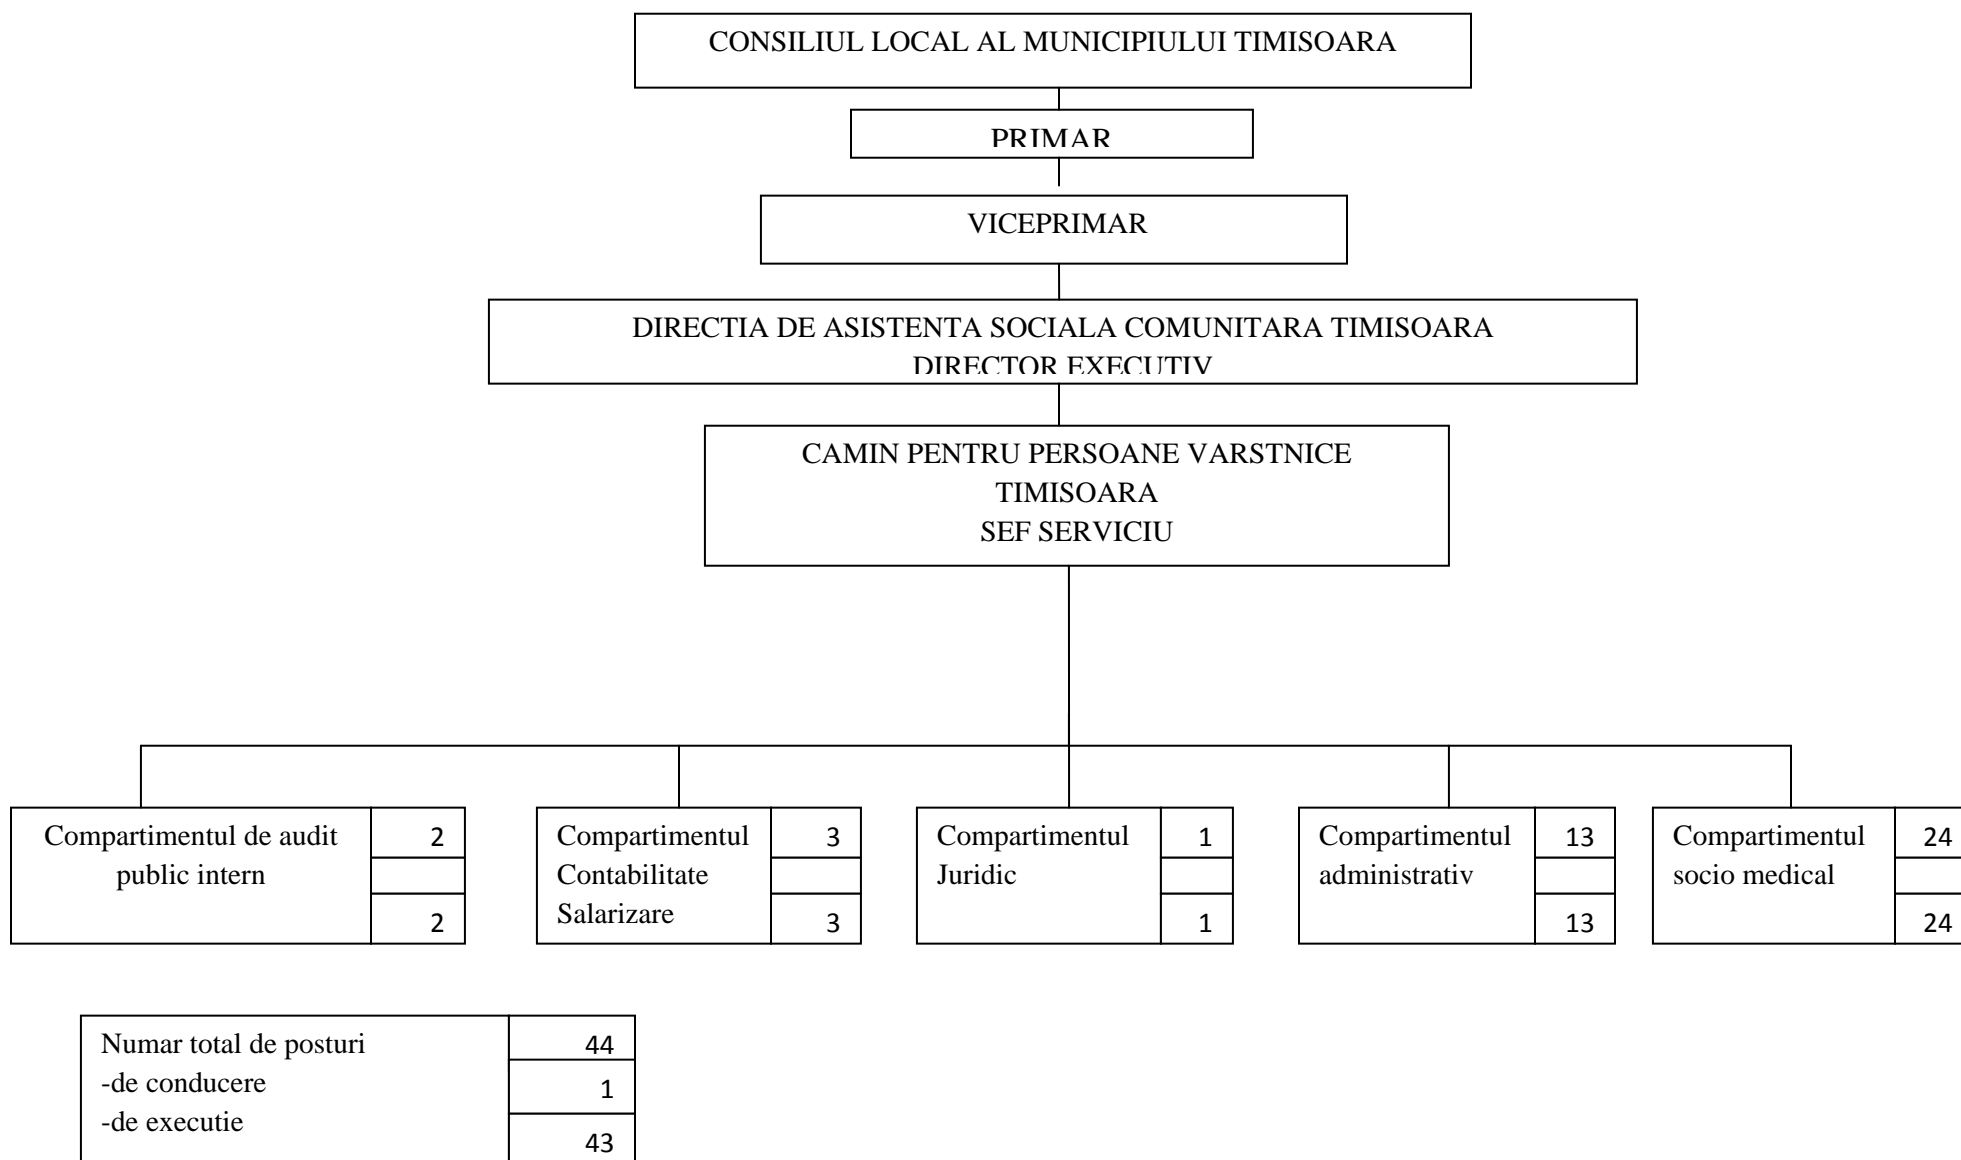 CONSILIUL LOCAL AL MUNICIPIULUI TIMISOARA
PRIMAR
VICEPRIMAR
DIRECTIA DE ASISTENTA SOCIALA COMUNITARA TIMISOARA
DIRECTOR EXECUTIV
CAMIN PENTRU PERSOANE VARSTNICE
TIMISOARA
SEF SERVICIU
Compartimentul de audit
public intern
2
2
Compartimentul
Contabilitate
Salarizare
3
3
Compartimentul
Juridic
1
1
Compartimentul
administrativ
13
13
Compartimentul
socio medical
24
24
Numar total de posturi 44
-de conducere 1
-de executie 43